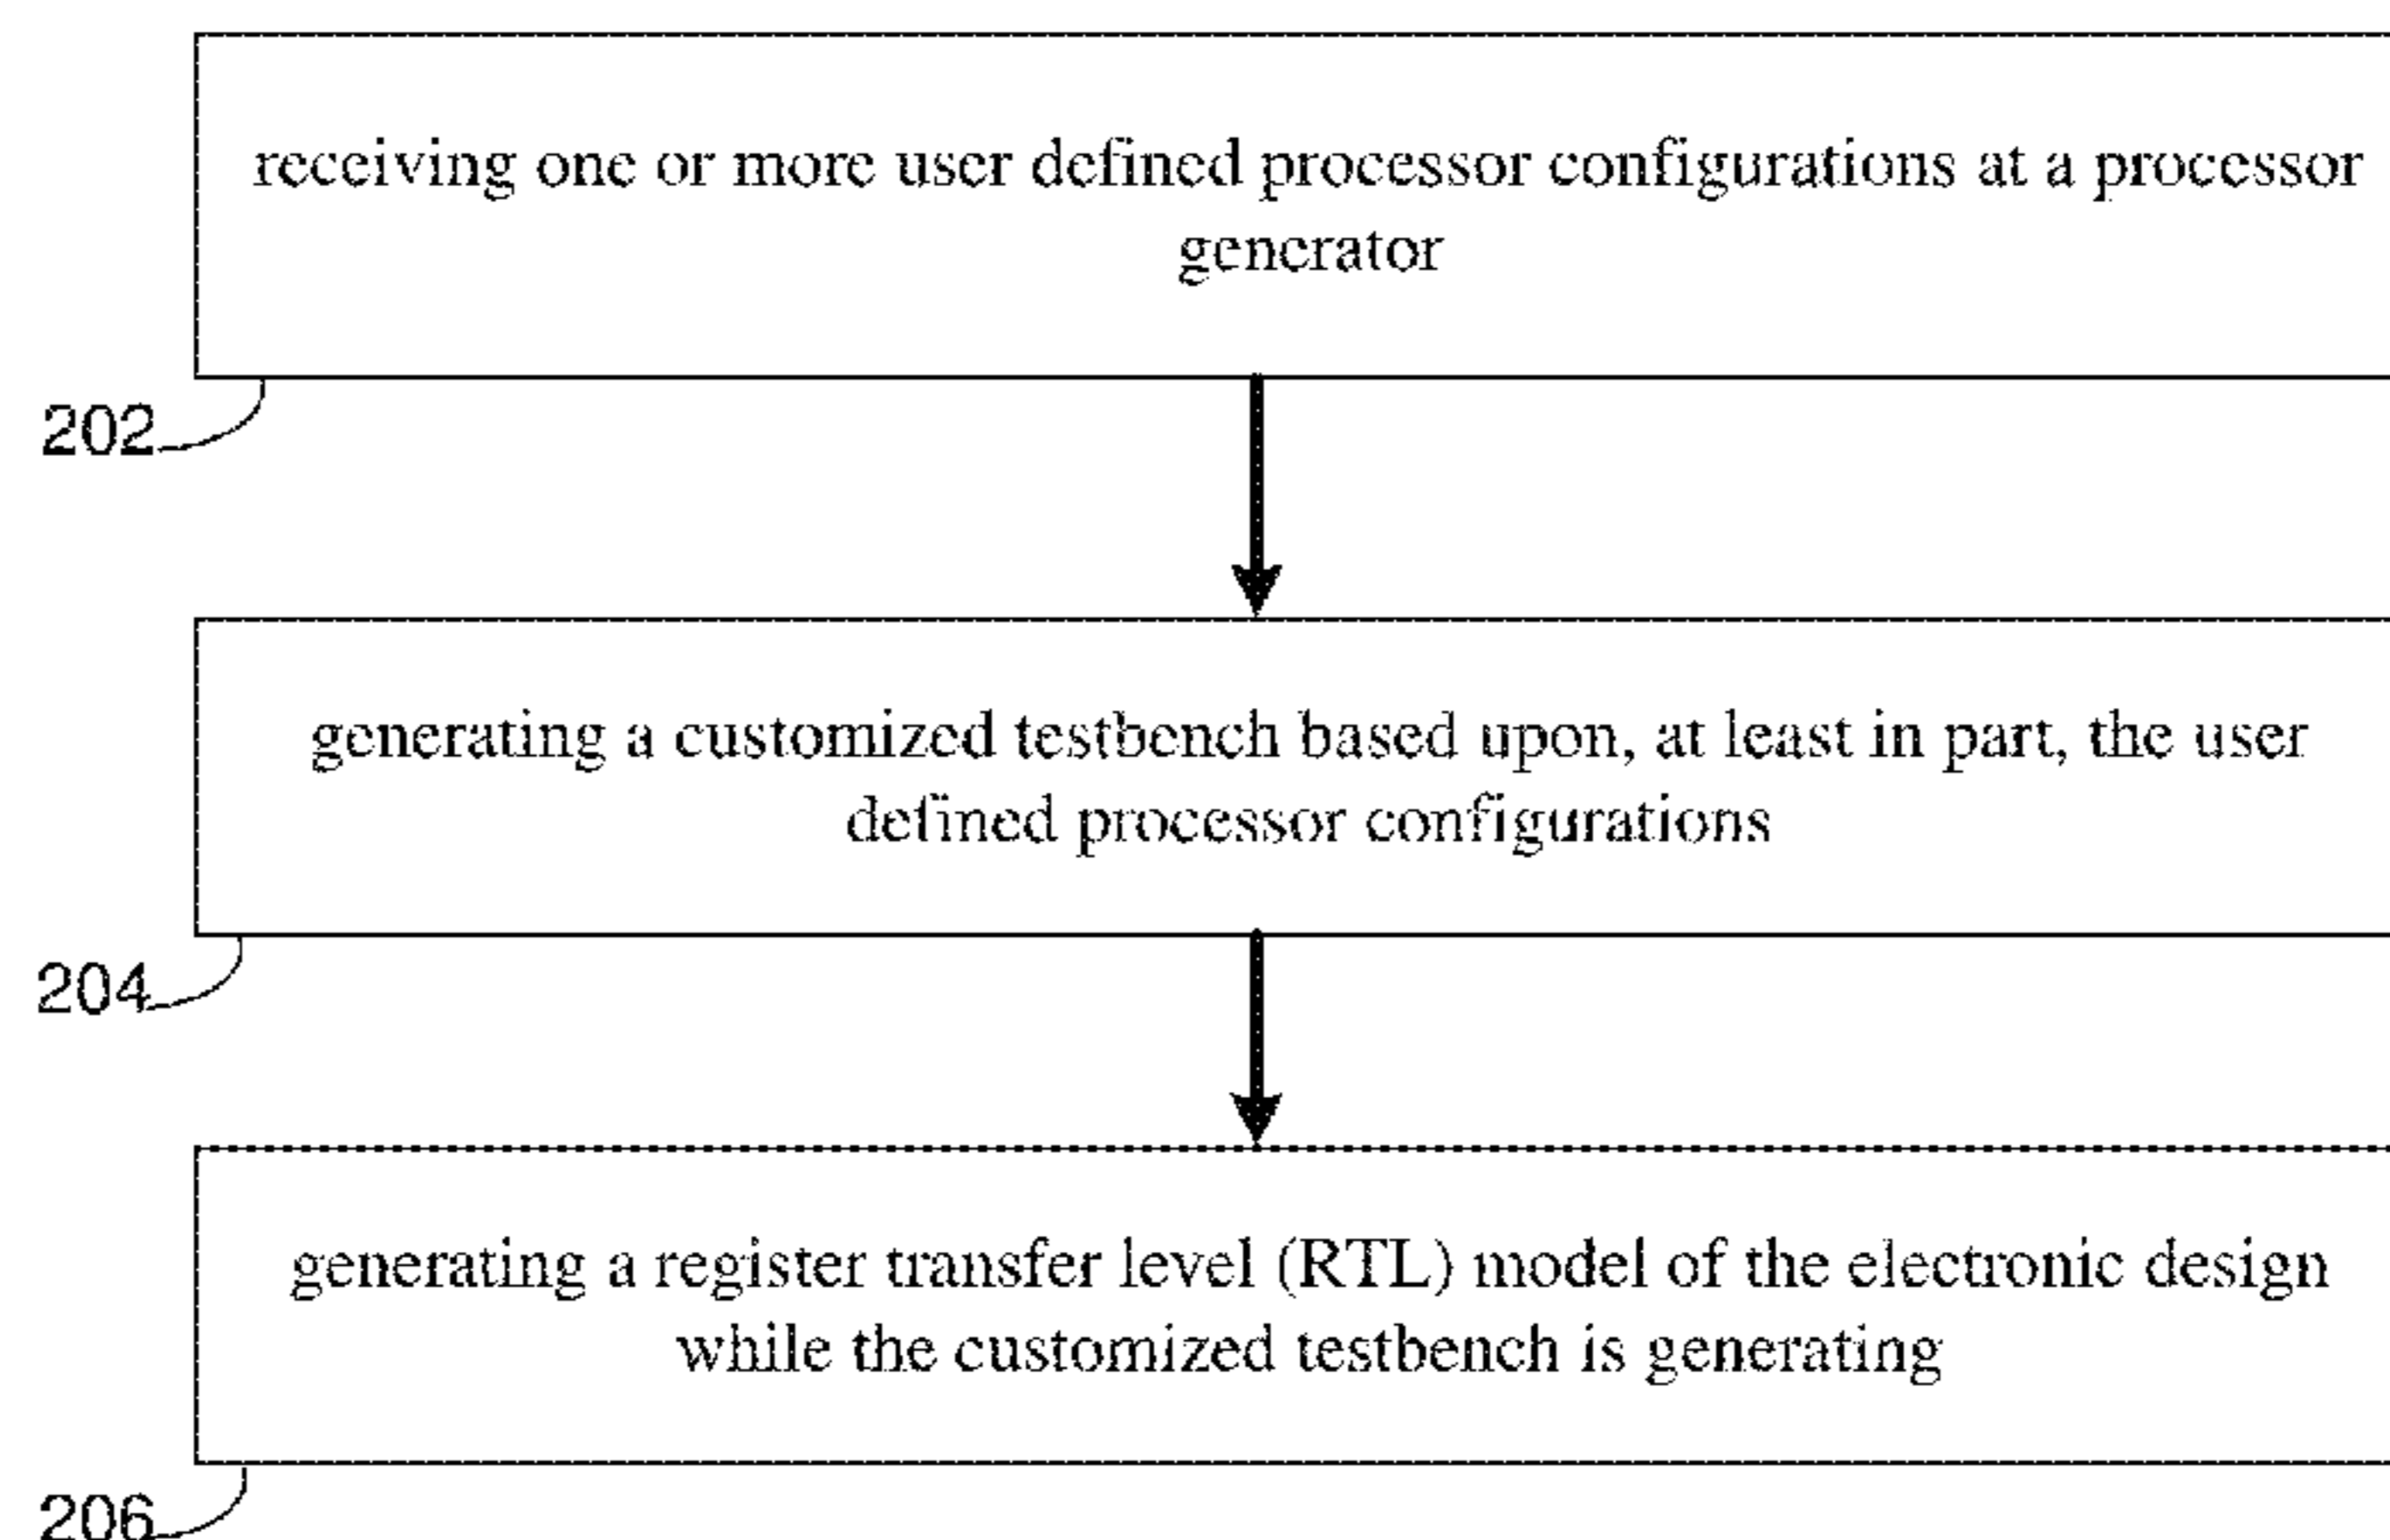 receiving one or more user defined processor configurations at a processor
generator
202
generating a customized testbench based upon, at least in part, the user
defined processor configurations
204
generating a register transfer level (RTL) model of the electronic design
while the customized testbench is generating
206